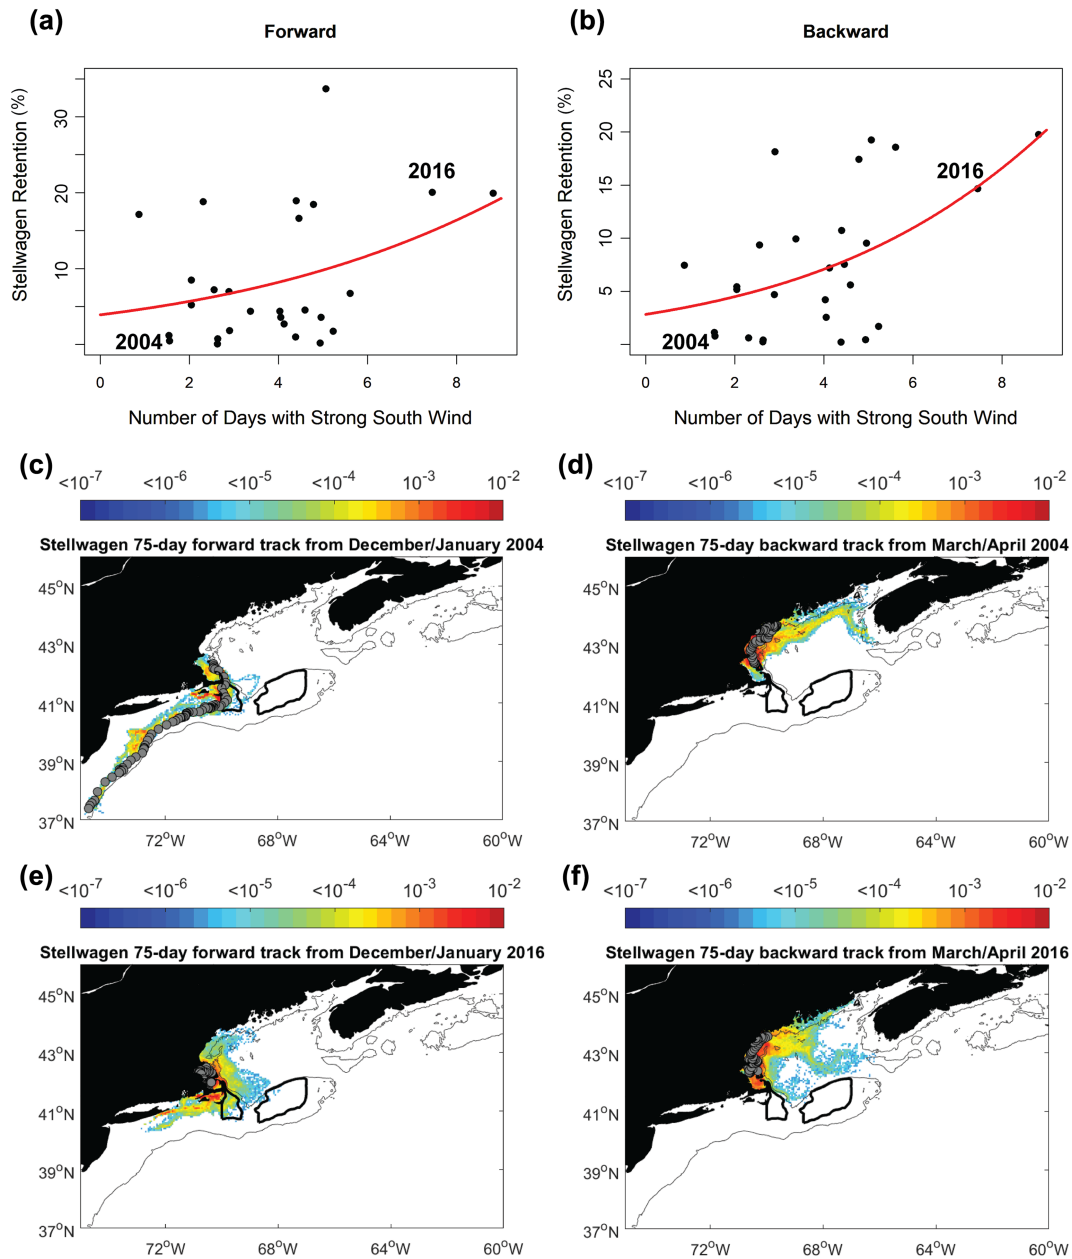 (a)
Forward
Stellwagen Retention (%)
30
20
10
2016
2004
0 2 4 6 8
Number of Days with Strong South Wind
(b)
Backward
Stellwagen Retention (%)
25
20
15
10
5
2016
2004
0 2 4 6 8
Number of Days with Strong South Wind
(c)
<10⁻⁷ <10⁻⁶ <10⁻⁵ <10⁻⁴ 10⁻³ 10⁻²
Stellwagen 75-day forward track from December/January 2004
45°N
43°N
41°N
39°N
37°N
72°W 68°W 64°W 60°W
(d)
<10⁻⁷ <10⁻⁶ <10⁻⁵ <10⁻⁴ 10⁻³ 10⁻²
Stellwagen 75-day backward track from March/April 2004
45°N
43°N
41°N
39°N
37°N
72°W 68°W 64°W 60°W
(e)
<10⁻⁷ <10⁻⁶ <10⁻⁵ <10⁻⁴ 10⁻³ 10⁻²
Stellwagen 75-day forward track from December/January 2016
45°N
43°N
41°N
39°N
37°N
72°W 68°W 64°W 60°W
(f)
<10⁻⁷ <10⁻⁶ <10⁻⁵ <10⁻⁴ 10⁻³ 10⁻²
Stellwagen 75-day backward track from March/April 2016
45°N
43°N
41°N
39°N
37°N
72°W 68°W 64°W 60°W